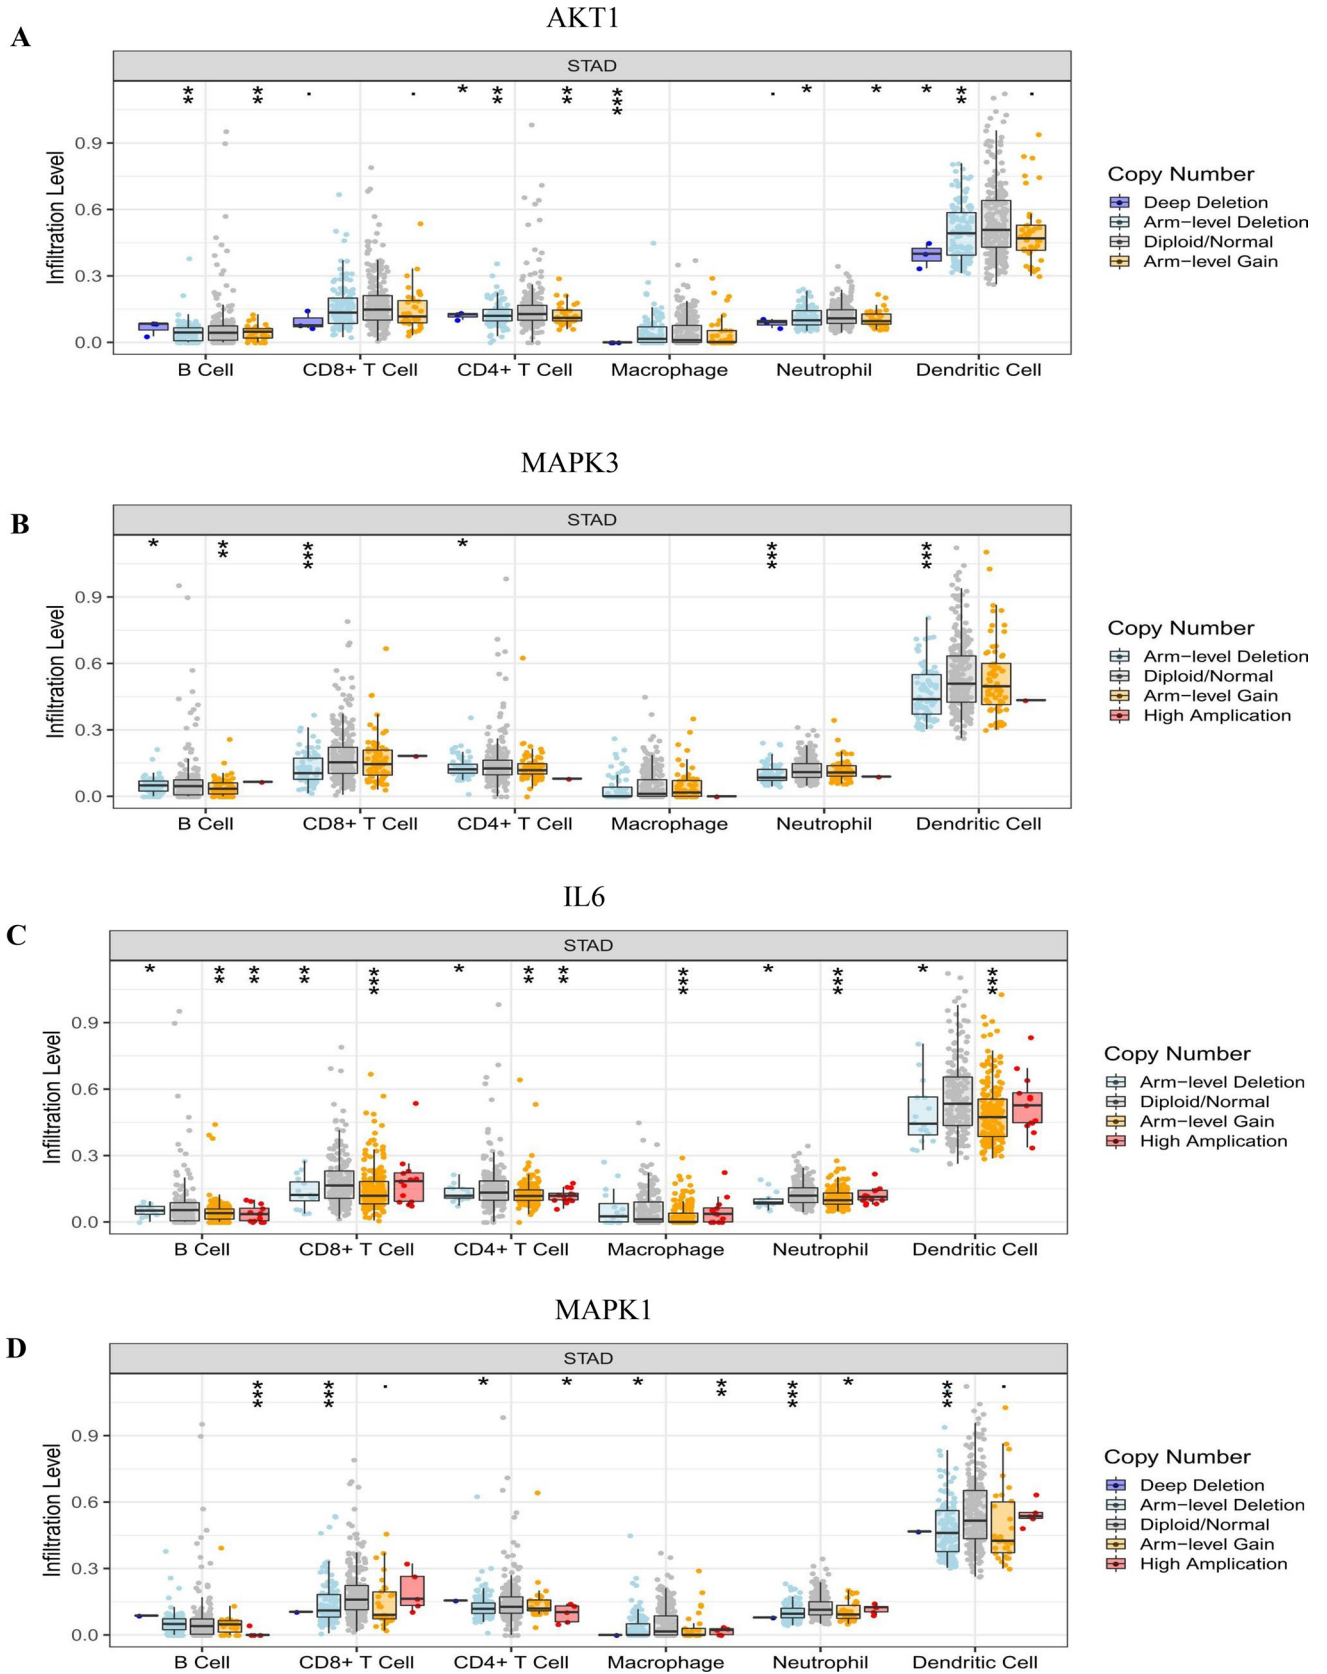 AKT1
A
STAD
** ** . . * ** ** *** . * * * ** .
Infiltration Level
0.9
0.6
0.3
0.0
B Cell CD8+ T Cell CD4+ T Cell Macrophage Neutrophil Dendritic Cell
Copy Number
Deep Deletion
Arm-level Deletion
Diploid/Normal
Arm-level Gain
MAPK3
B
STAD
* ** *** * *** ***
Infiltration Level
0.9
0.6
0.3
0.0
B Cell CD8+ T Cell CD4+ T Cell Macrophage Neutrophil Dendritic Cell
Copy Number
Arm-level Deletion
Diploid/Normal
Arm-level Gain
High Amplication
IL6
C
STAD
* ** ** ** *** * ** ** *** * *** * ***
Infiltration Level
0.9
0.6
0.3
0.0
B Cell CD8+ T Cell CD4+ T Cell Macrophage Neutrophil Dendritic Cell
Copy Number
Arm-level Deletion
Diploid/Normal
Arm-level Gain
High Amplication
MAPK1
D
STAD
*** *** . * * * ** *** * *** .
Infiltration Level
0.9
0.6
0.3
0.0
B Cell CD8+ T Cell CD4+ T Cell Macrophage Neutrophil Dendritic Cell
Copy Number
Deep Deletion
Arm-level Deletion
Diploid/Normal
Arm-level Gain
High Amplication